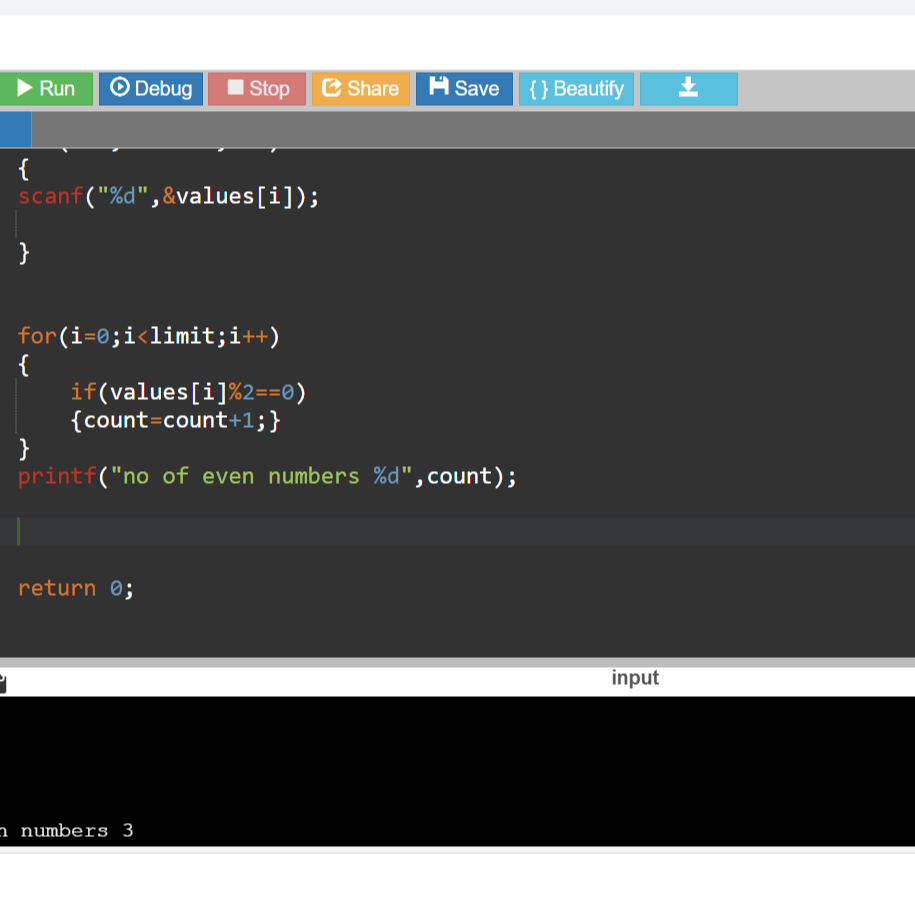 Run Debug Stop Share Save { } Beautify
{
scanf("%d",&values[i]);
}
for(i=0;i<limit;i++)
{
if(values[i]%2==0)
{count=count+1;}
}
printf("no of even numbers %d",count);
return 0;
input
numbers 3